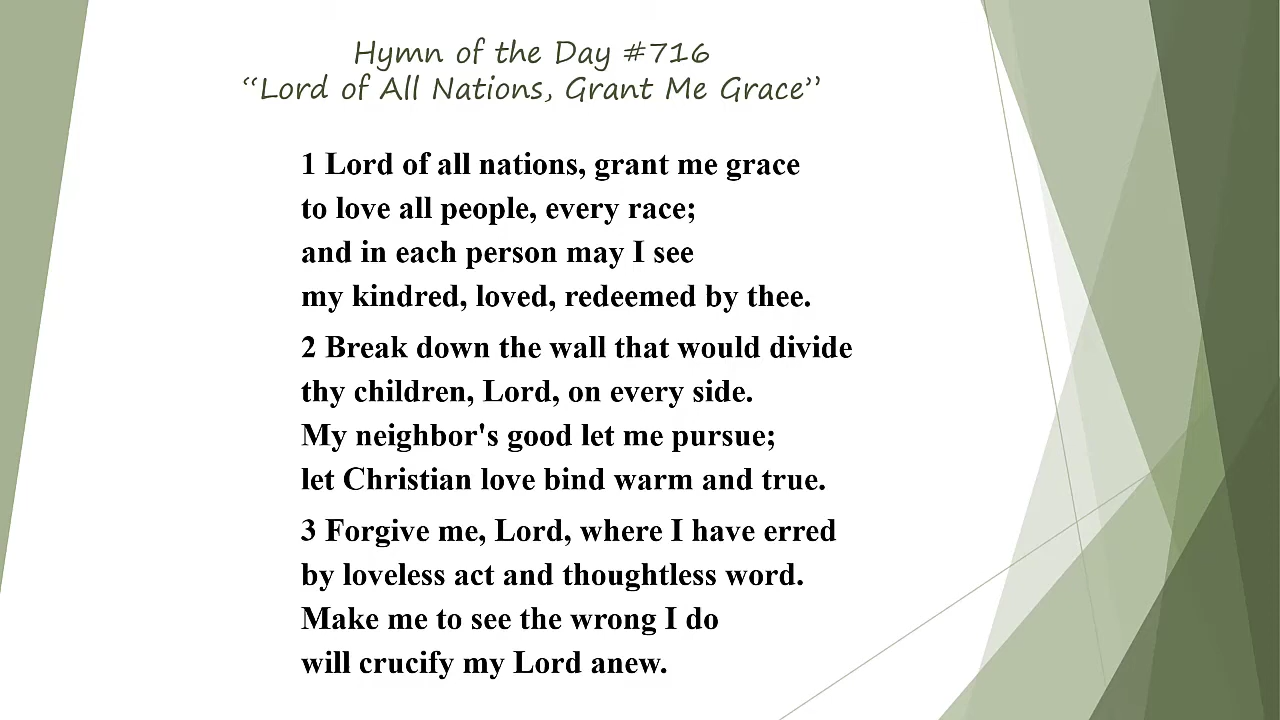 Hymn of the Day #716
“Lord of All Nations, Grant Me Grace”
1 Lord of all nations, grant me grace
to love all people, every race;
and in each person may I see
my kindred, loved, redeemed by thee.
2 Break down the wall that would divide
thy children, Lord, on every side.
My neighbor's good let me pursue;
let Christian love bind warm and true.
3 Forgive me, Lord, where I have erred
by loveless act and thoughtless word.
Make me to see the wrong I do
will crucify my Lord anew.